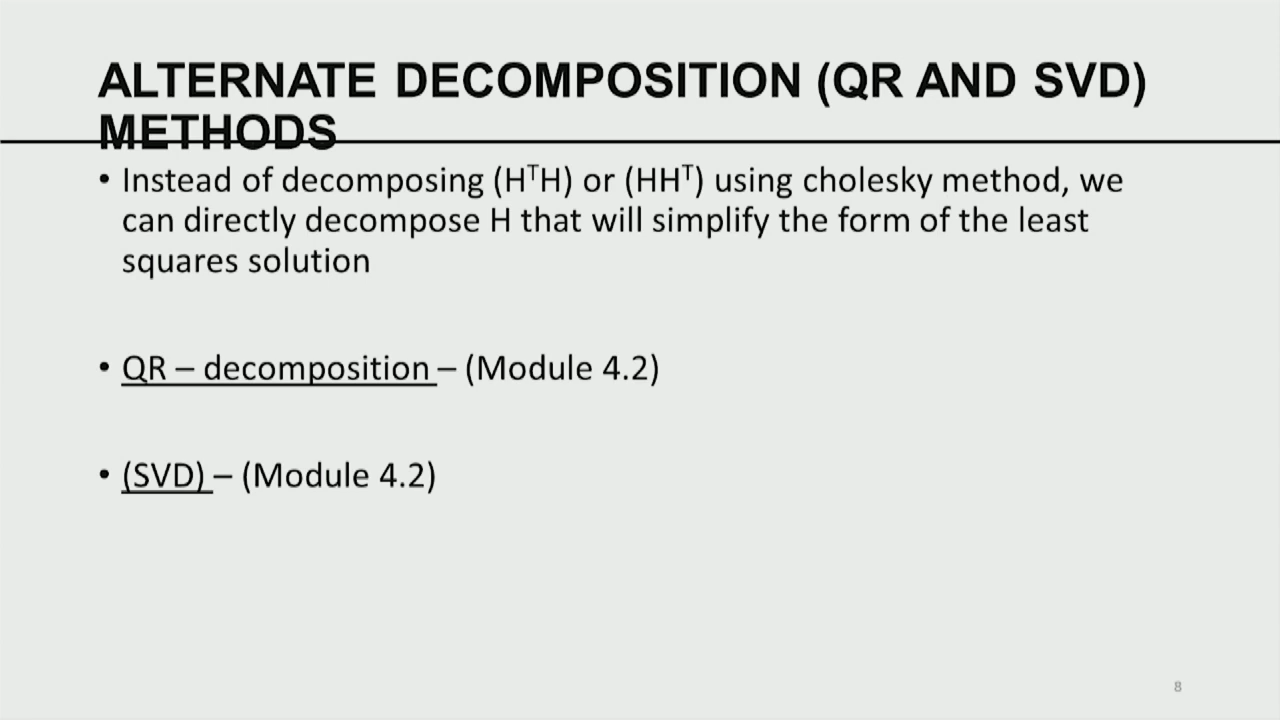 ALTERNATE DECOMPOSITION (QR AND SVD)
METHODS
• Instead of decomposing (HᵀH) or (HHᵀ) using cholesky method, we
can directly decompose H that will simplify the form of the least
squares solution
• QR – decomposition – (Module 4.2)
• (SVD) – (Module 4.2)
8